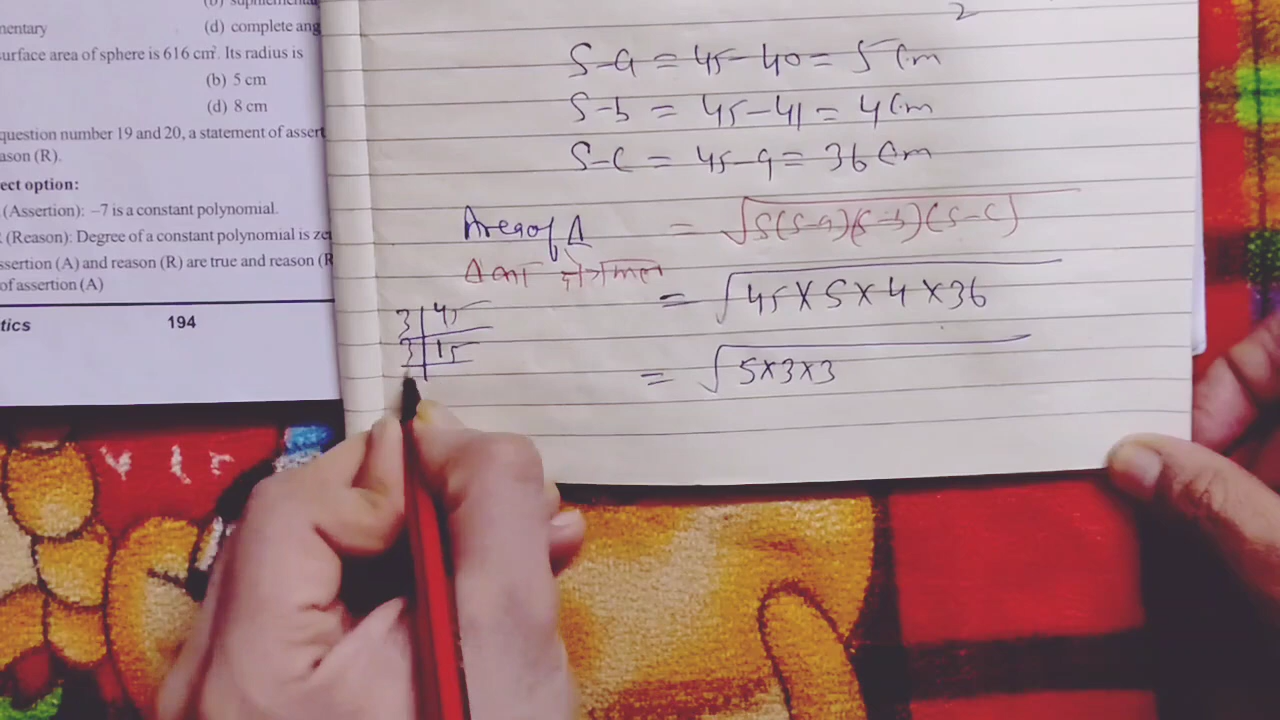 mentary
(d) complete ang
urface area of sphere is 616 cm². Its radius is
(b) 5 cm
(d) 8 cm
question number 19 and 20, a statement of assert
ason (R).
ect option:
(Assertion): –7 is a constant polynomial.
(Reason): Degree of a constant polynomial is ze
ssertion (A) and reason (R) are true and reason (R
of assertion (A)
tics 194
2
S-a = 45-40 = 5 Cm
S-b = 45-41 = 4 Cm
S-c = 45-9 = 36 Cm
Area of Δ = √S(S-a)(S-b)(S-c)
Δ का क्षेत्रफल
= √45×5×4×36
3 | 45
3 | 15
= √5×3×3